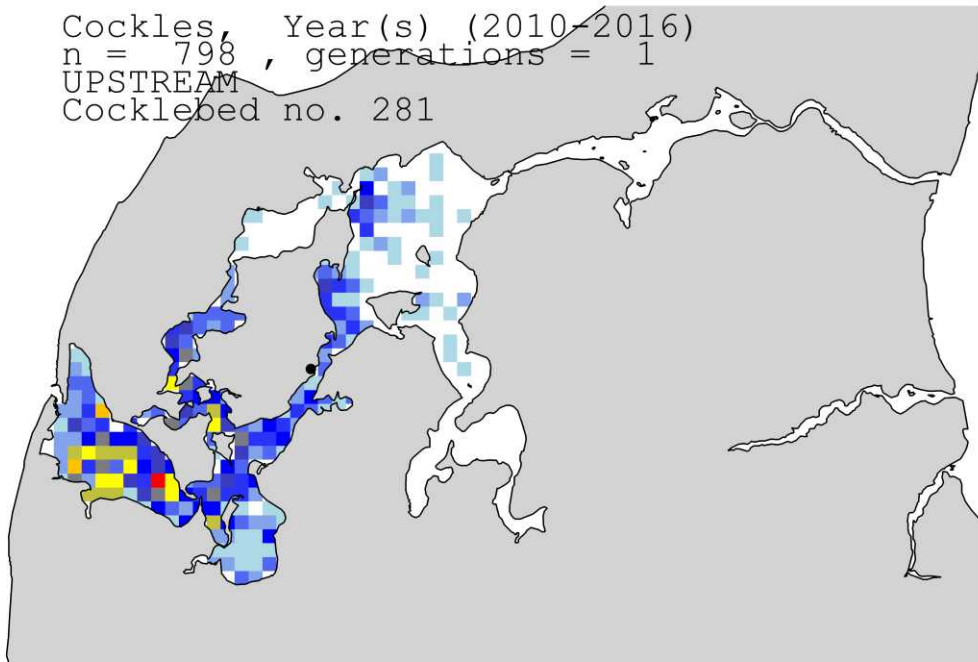 Cockles,  Year(s) (2010-2016)
n =  798 , generations =  1
UPSTREAM
Cocklebed no. 281